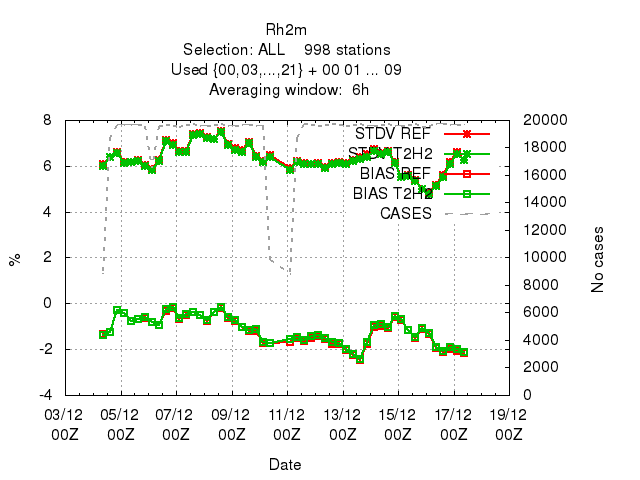 Rh2m
Selection: ALL    998 stations
Used {00,03,...,21} + 00 01 ... 09
Averaging window:  6h
8
6
4
2
0
-2
-4
%
20000
18000
16000
14000
12000
10000
8000
6000
4000
2000
0
No cases
STDV REF
STDV T2H2
BIAS REF
BIAS T2H2
CASES
03/12 05/12 07/12 09/12 11/12 13/12 15/12 17/12 19/12
00Z 00Z 00Z 00Z 00Z 00Z 00Z 00Z 00Z
Date